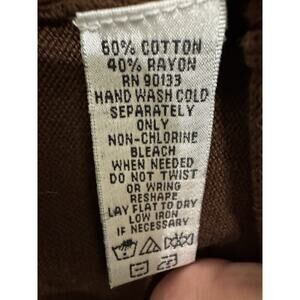 60% COTTON
40% RAYON
RN 90133
HAND WASH COLD
SEPARATELY
ONLY
NON-CHLORINE
BLEACH
WHEN NEEDED
DO NOT TWIST
OR WRING
RESHAPE
LAY FLAT TO DRY
LOW IRON
IF NECESSARY